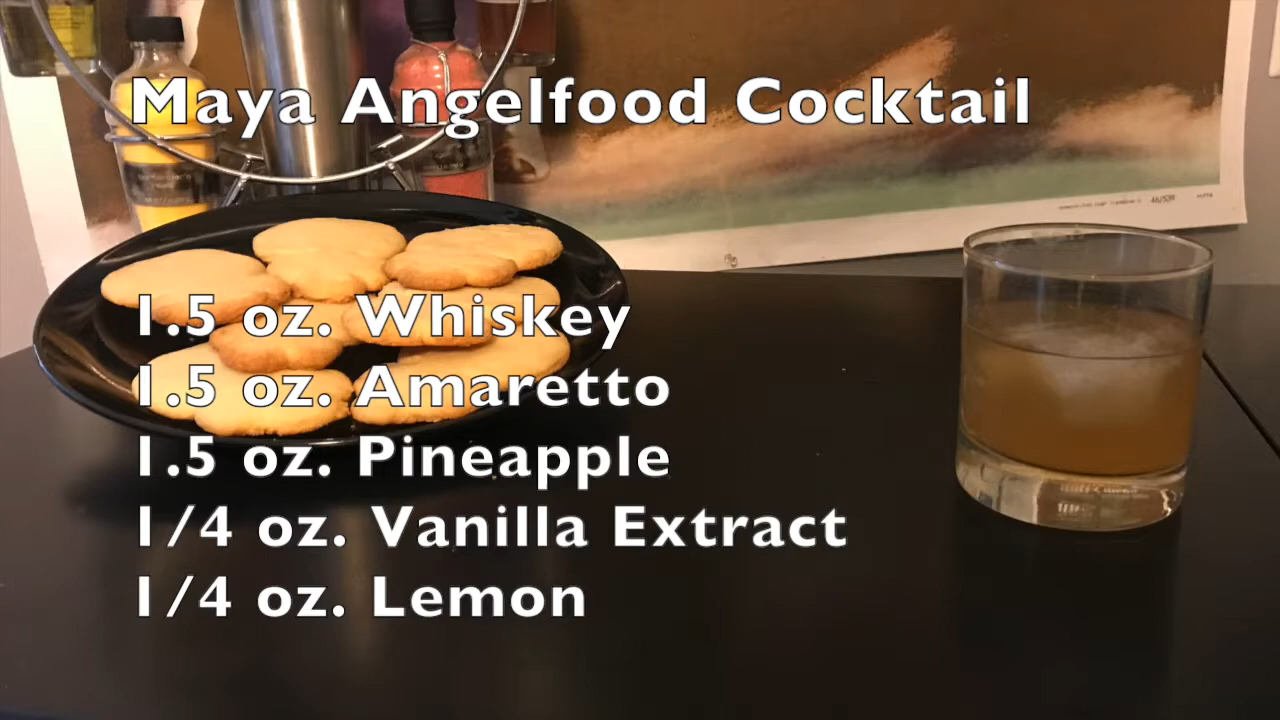 Maya Angelfood Cocktail
1.5 oz. Whiskey
1.5 oz. Amaretto
1.5 oz. Pineapple
1/4 oz. Vanilla Extract
1/4 oz. Lemon